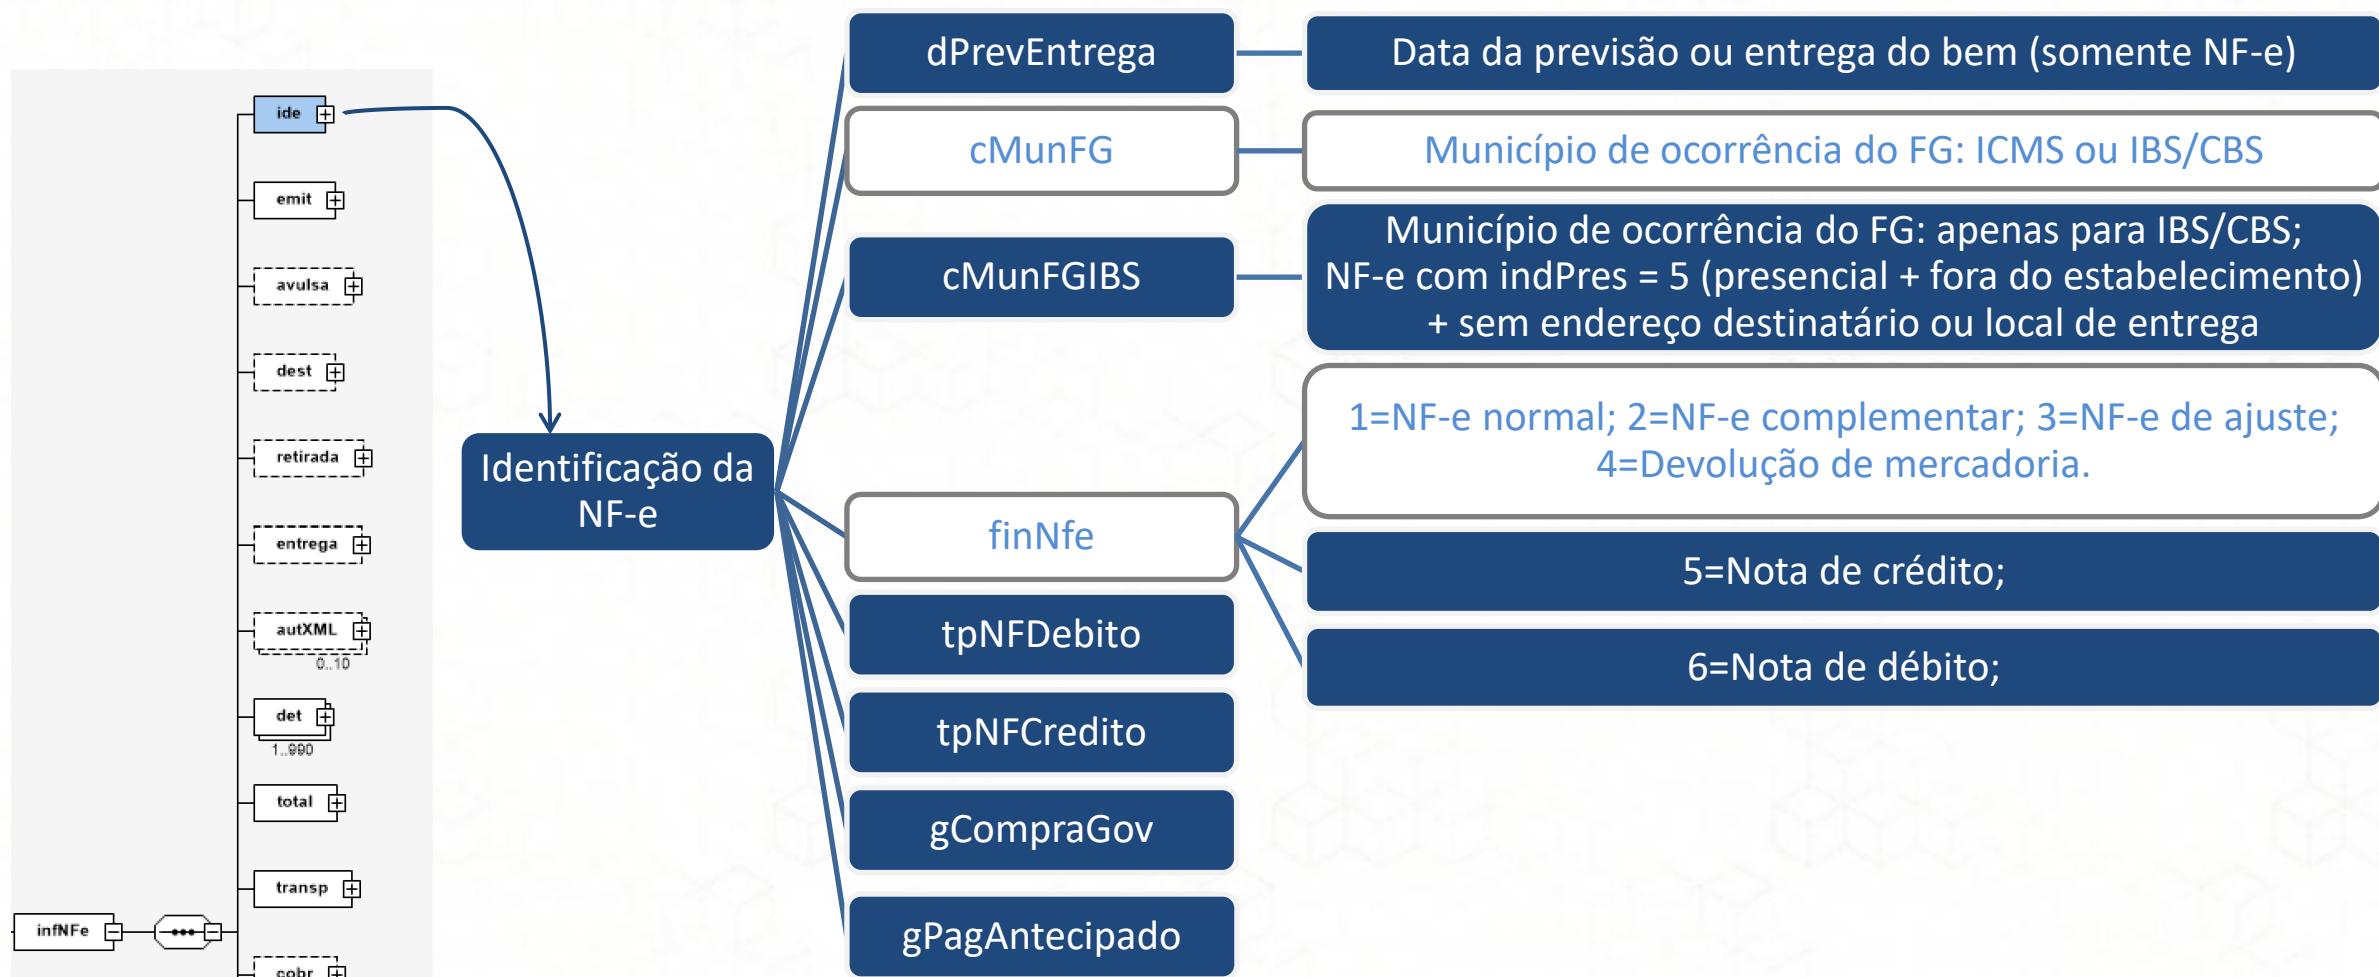 ide
emit
avulsa
dest
retirada
entrega
autXML
0..10
det
1..990
total
transp
infNFe
cobr
Identificação da
NF-e
dPrevEntrega
Data da previsão ou entrega do bem (somente NF-e)
cMunFG
Município de ocorrência do FG: ICMS ou IBS/CBS
cMunFGIBS
Município de ocorrência do FG: apenas para IBS/CBS;
NF-e com indPres = 5 (presencial + fora do estabelecimento)
+ sem endereço destinatário ou local de entrega
finNfe
1=NF-e normal; 2=NF-e complementar; 3=NF-e de ajuste;
4=Devolução de mercadoria.
5=Nota de crédito;
6=Nota de débito;
tpNFDebito
tpNFCredito
gCompraGov
gPagAntecipado